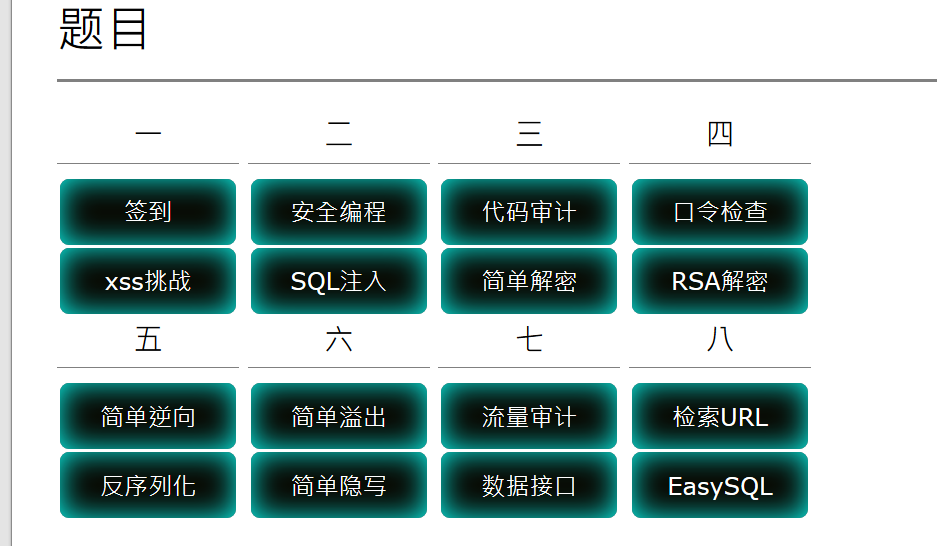 题目
一 二 三 四
签到 安全编程 代码审计 口令检查
xss挑战 SQL注入 简单解密 RSA解密
五 六 七 八
简单逆向 简单溢出 流量审计 检索URL
反序列化 简单隐写 数据接口 EasySQL